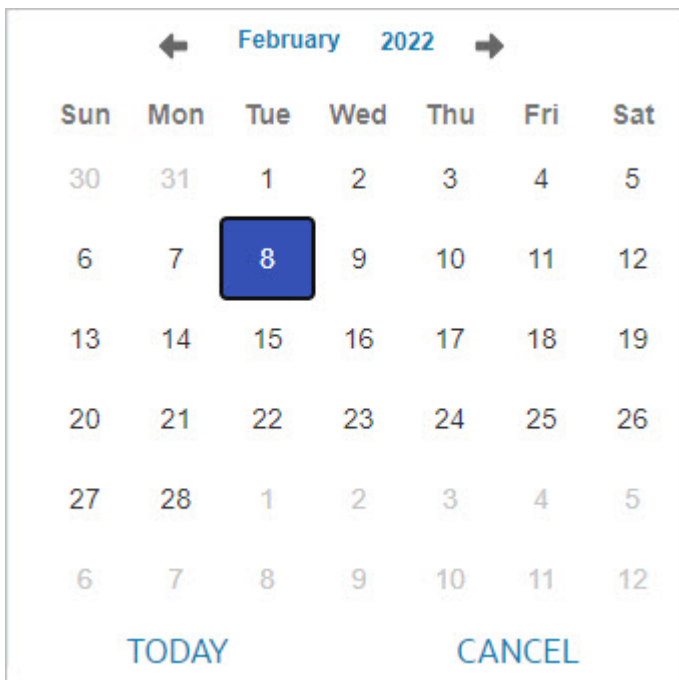 February 2022
Sun Mon Tue Wed Thu Fri Sat
30 31 1 2 3 4 5
6 7 8 9 10 11 12
13 14 15 16 17 18 19
20 21 22 23 24 25 26
27 28 1 2 3 4 5
6 7 8 9 10 11 12
TODAY CANCEL